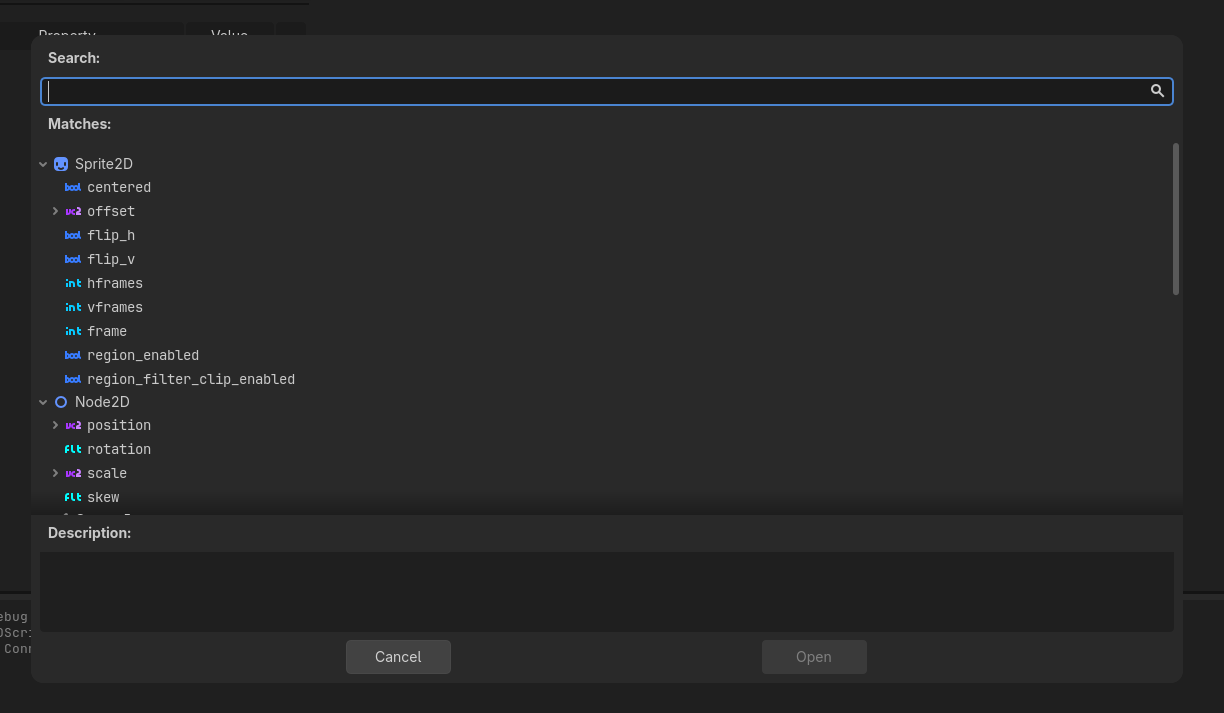 Property Value
Search:
Matches:
Sprite2D
bool centered
vc2 offset
bool flip_h
bool flip_v
int hframes
int vframes
int frame
bool region_enabled
bool region_filter_clip_enabled
Node2D
vc2 position
flt rotation
vc2 scale
flt skew
Description:
ebug
Conn
Cancel
Open